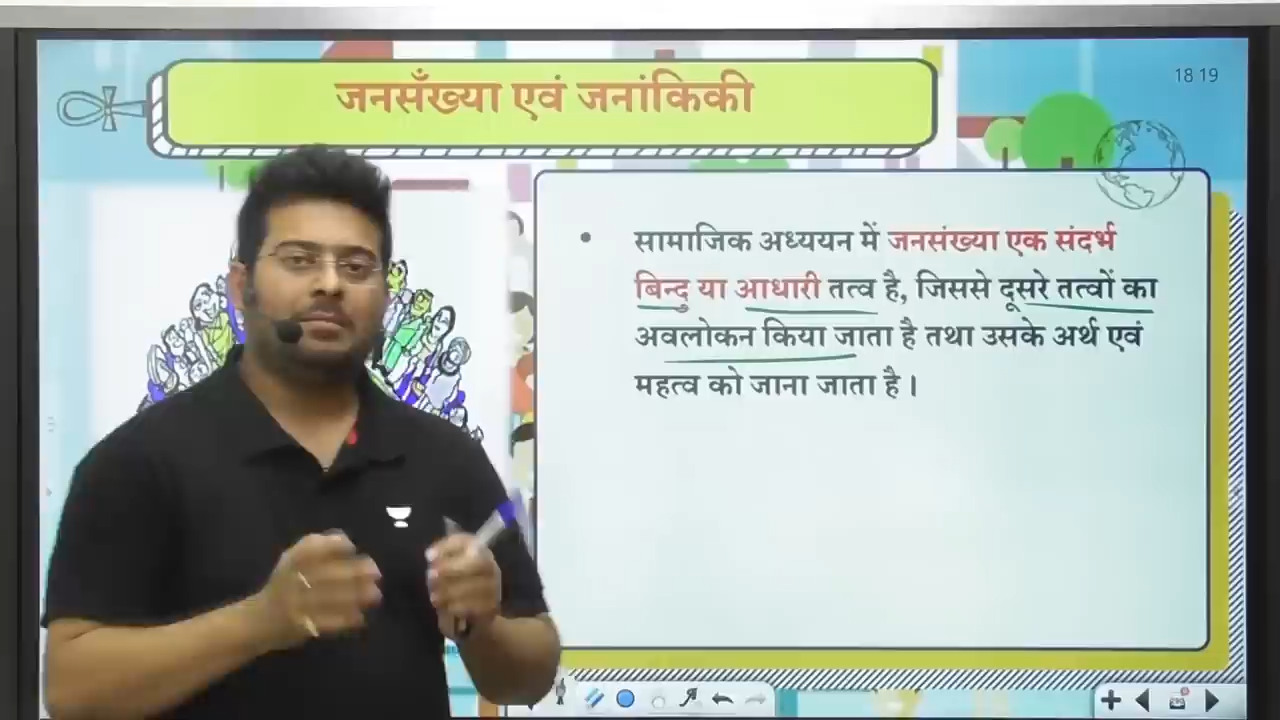 जनसँख्या एवं जनांकिकी
18 19
सामाजिक अध्ययन में जनसंख्या एक संदर्भ
बिन्दु या आधारी तत्व है, जिससे दूसरे तत्वों का
अवलोकन किया जाता है तथा उसके अर्थ एवं
महत्व को जाना जाता है ।